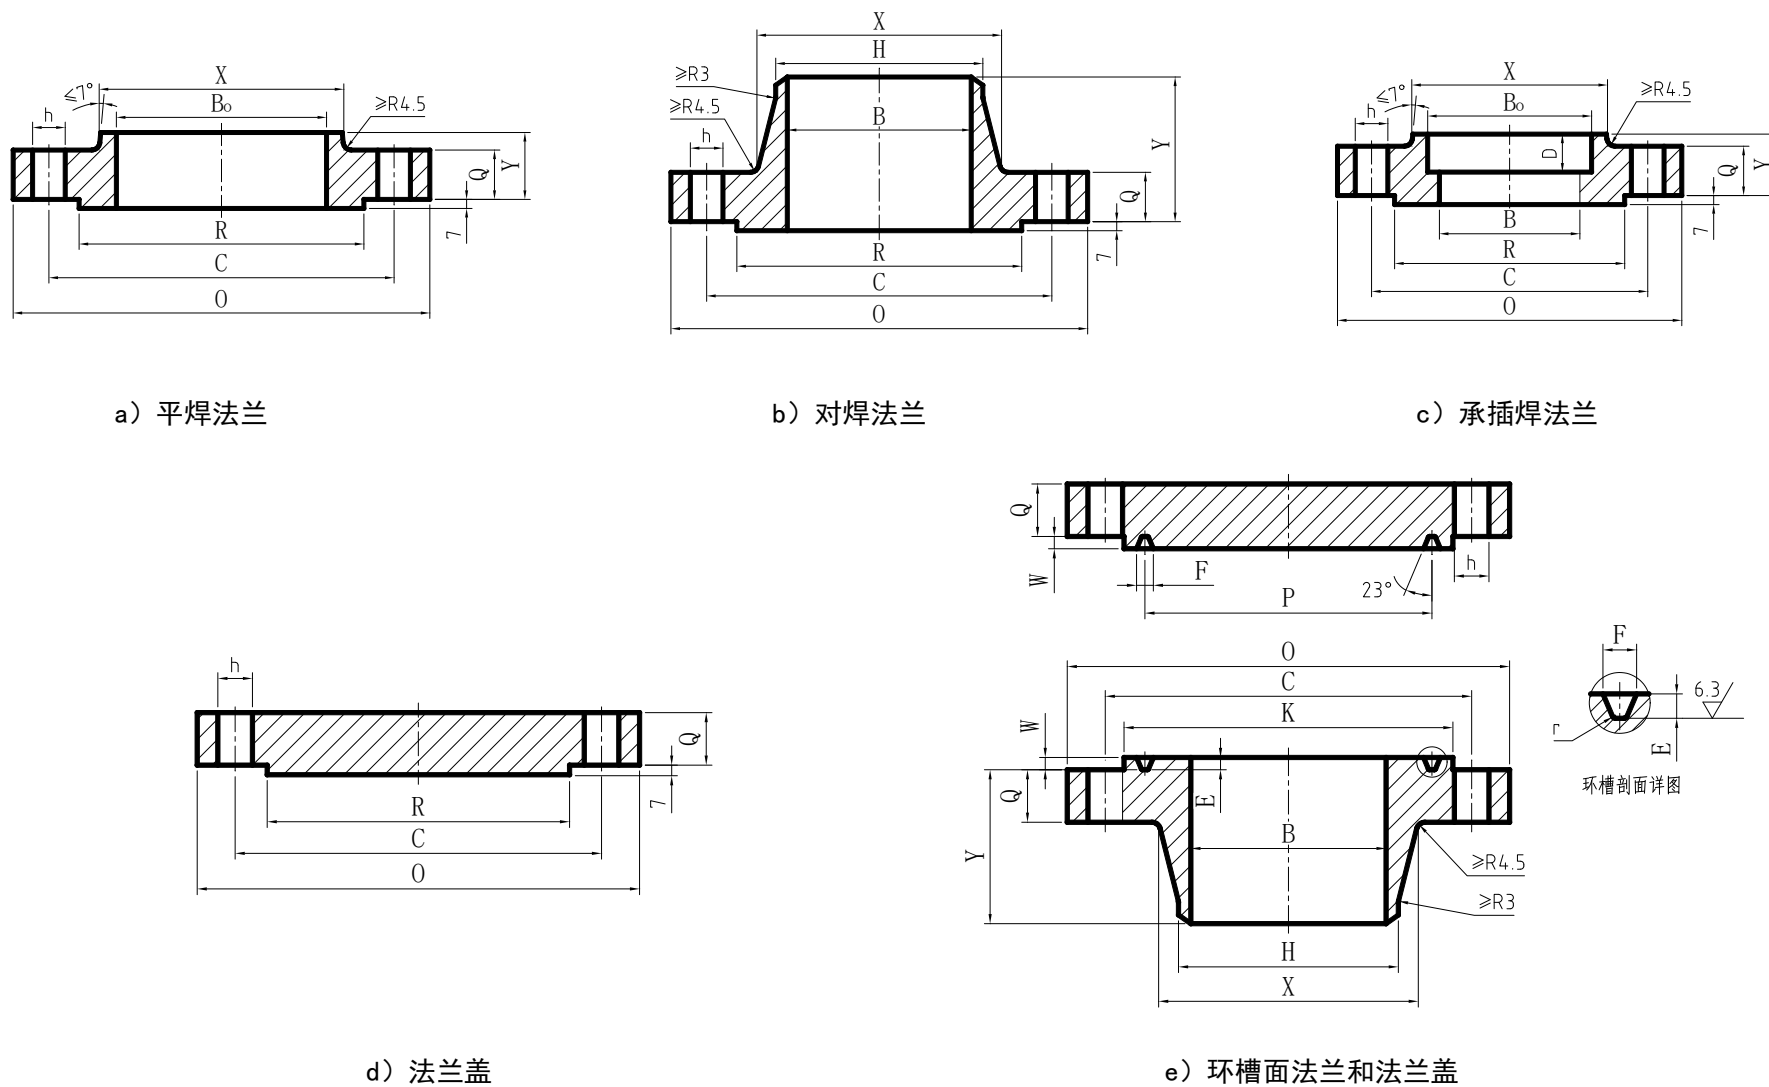 X
≤7°
h
B₀
≥R4.5
Q
Y
7
R
C
O
a）平焊法兰
X
H
≥R3
≥R4.5
h
B
Y
Q
7
R
C
O
b）对焊法兰
X
≤7°
h
B₀
≥R4.5
D
Q
Y
B
7
R
C
O
c）承插焊法兰
h
Q
7
R
C
O
d）法兰盖
Q
W
F
23°
h
P
O
C
K
W
Q
E
Y
B
≥R4.5
≥R3
H
X
F
6.3
r
E
环槽剖面详图
e）环槽面法兰和法兰盖